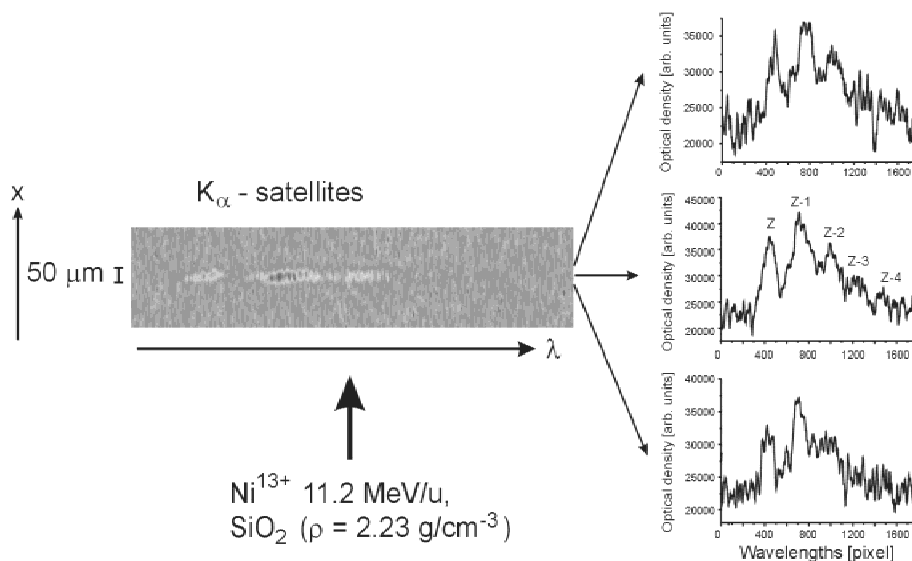 x
50 μm
K_α - satellites
λ
Ni^13+ 11.2 MeV/u,
SiO_2 (ρ = 2.23 g/cm^-3)
Optical density [arb. units]
35000
30000
25000
20000
0 400 800 1200 1600
Optical density [arb. units]
45000
40000
35000
30000
25000
20000
Z
Z-1
Z-2
Z-3
Z-4
0 400 800 1200 1600
Optical density [arb. units]
40000
35000
30000
25000
20000
0 400 800 1200 1600
Wavelengths [pixel]